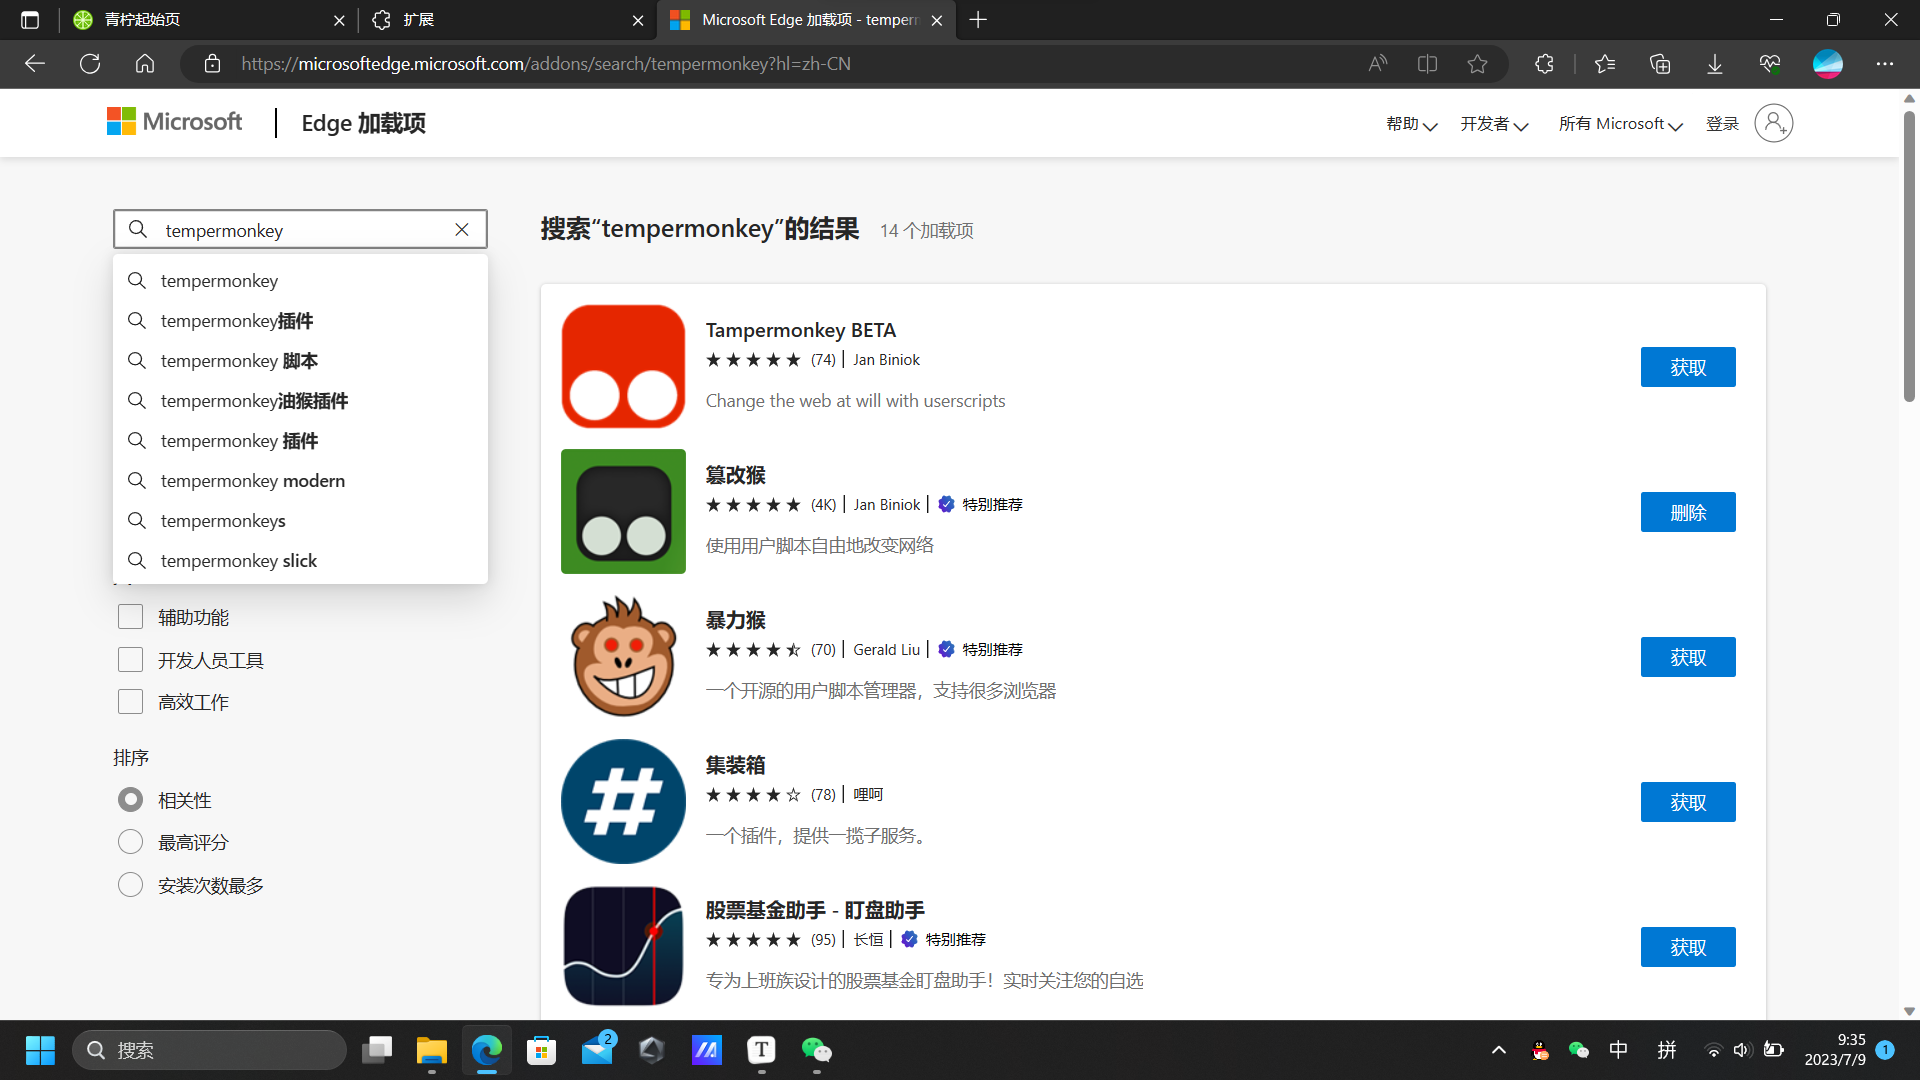 青柠起始页
扩展
Microsoft Edge 加载项 - temperm
https://microsoftedge.microsoft.com/addons/search/tempermonkey?hl=zh-CN
Microsoft
Edge 加载项
帮助
开发者
所有 Microsoft
登录
tempermonkey
tempermonkey
tempermonkey插件
tempermonkey 脚本
tempermonkey油猴插件
tempermonkey 插件
tempermonkey modern
tempermonkeys
tempermonkey slick
辅助功能
开发人员工具
高效工作
排序
相关性
最高评分
安装次数最多
搜索“tempermonkey”的结果 14 个加载项
Tampermonkey BETA
(74) | Jan Biniok
Change the web at will with userscripts
获取
篡改猴
(4K) | Jan Biniok | 特别推荐
使用用户脚本自由地改变网络
删除
暴力猴
(70) | Gerald Liu | 特别推荐
一个开源的用户脚本管理器，支持很多浏览器
获取
#
集装箱
(78) | 哩呵
一个插件，提供一揽子服务。
获取
股票基金助手 - 盯盘助手
(95) | 长恒 | 特别推荐
专为上班族设计的股票基金盯盘助手！实时关注您的自选
获取
搜索
2
T
中
拼
9:35
2023/7/9
1